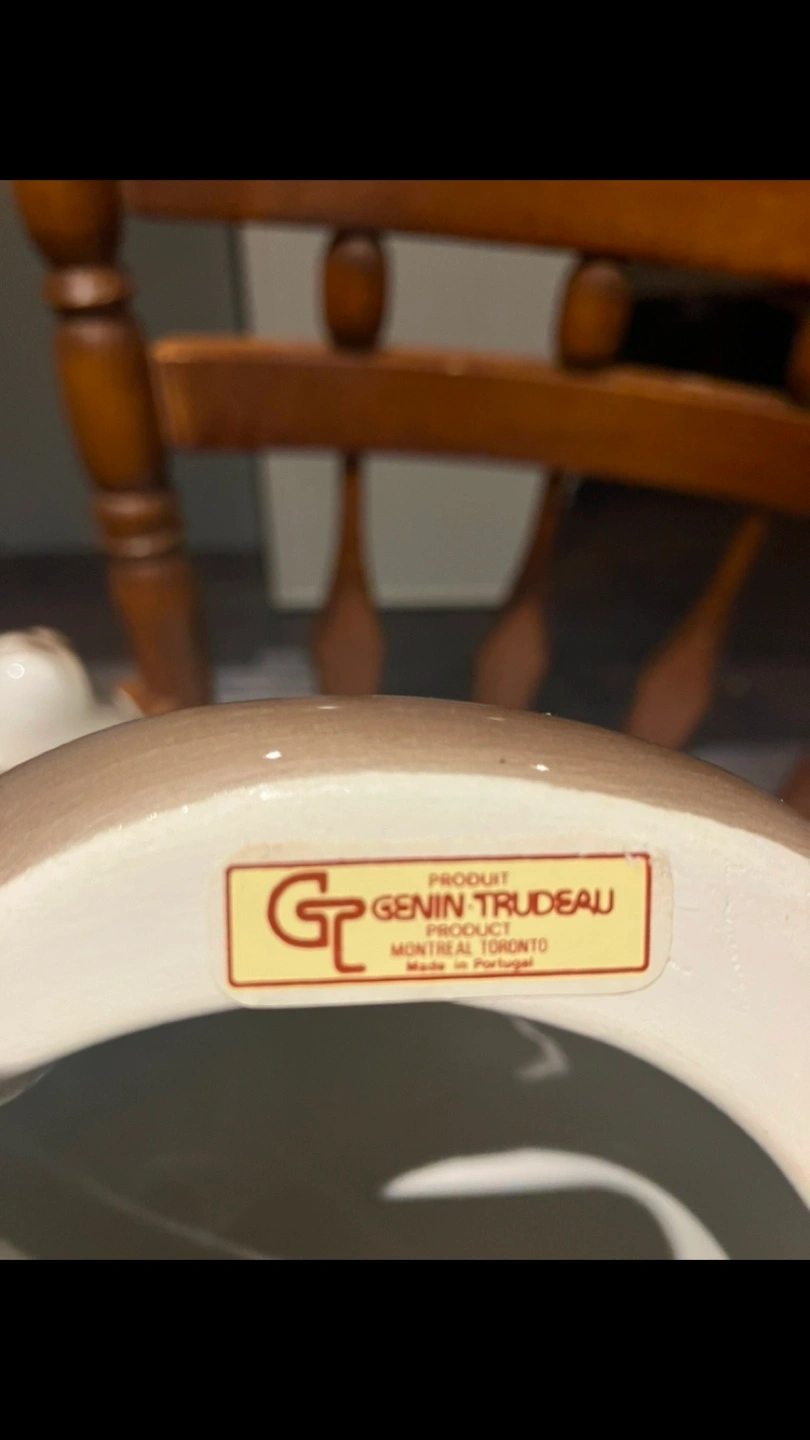 PRODUIT
GT GENIN·TRUDEAU
PRODUCT
MONTREAL TORONTO
Made in Portugal